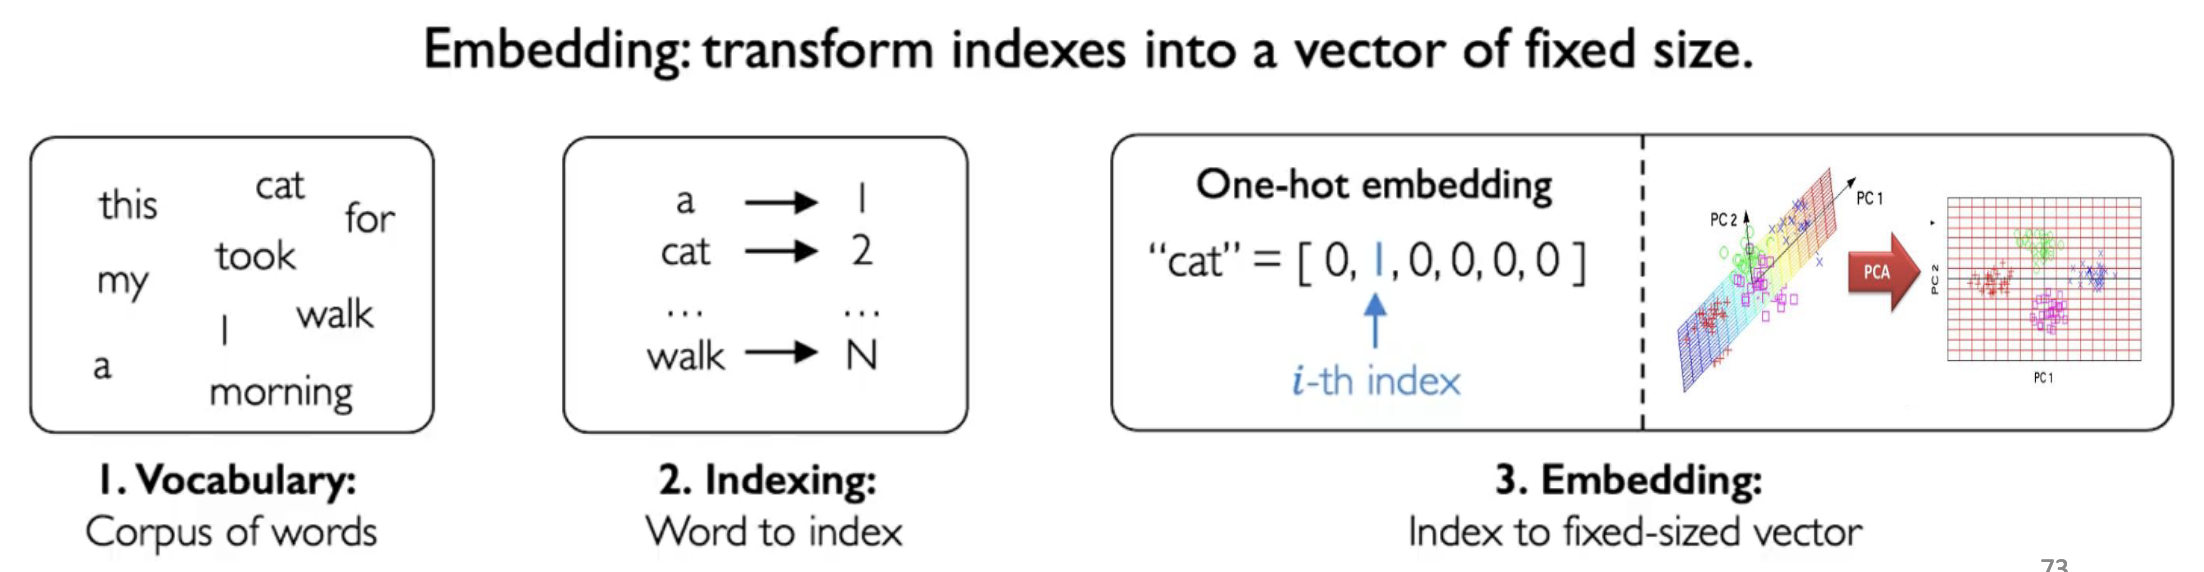 Embedding: transform indexes into a vector of fixed size.
this
cat
for
took
my
walk
I
a
morning
1. Vocabulary:
Corpus of words
a → 1
cat → 2
... ...
walk → N
2. Indexing:
Word to index
One-hot embedding
“cat” = [ 0, 1, 0, 0, 0, 0 ]
i-th index
PC 1
PC 2
PCA
PC 2
PC 1
3. Embedding:
Index to fixed-sized vector
73